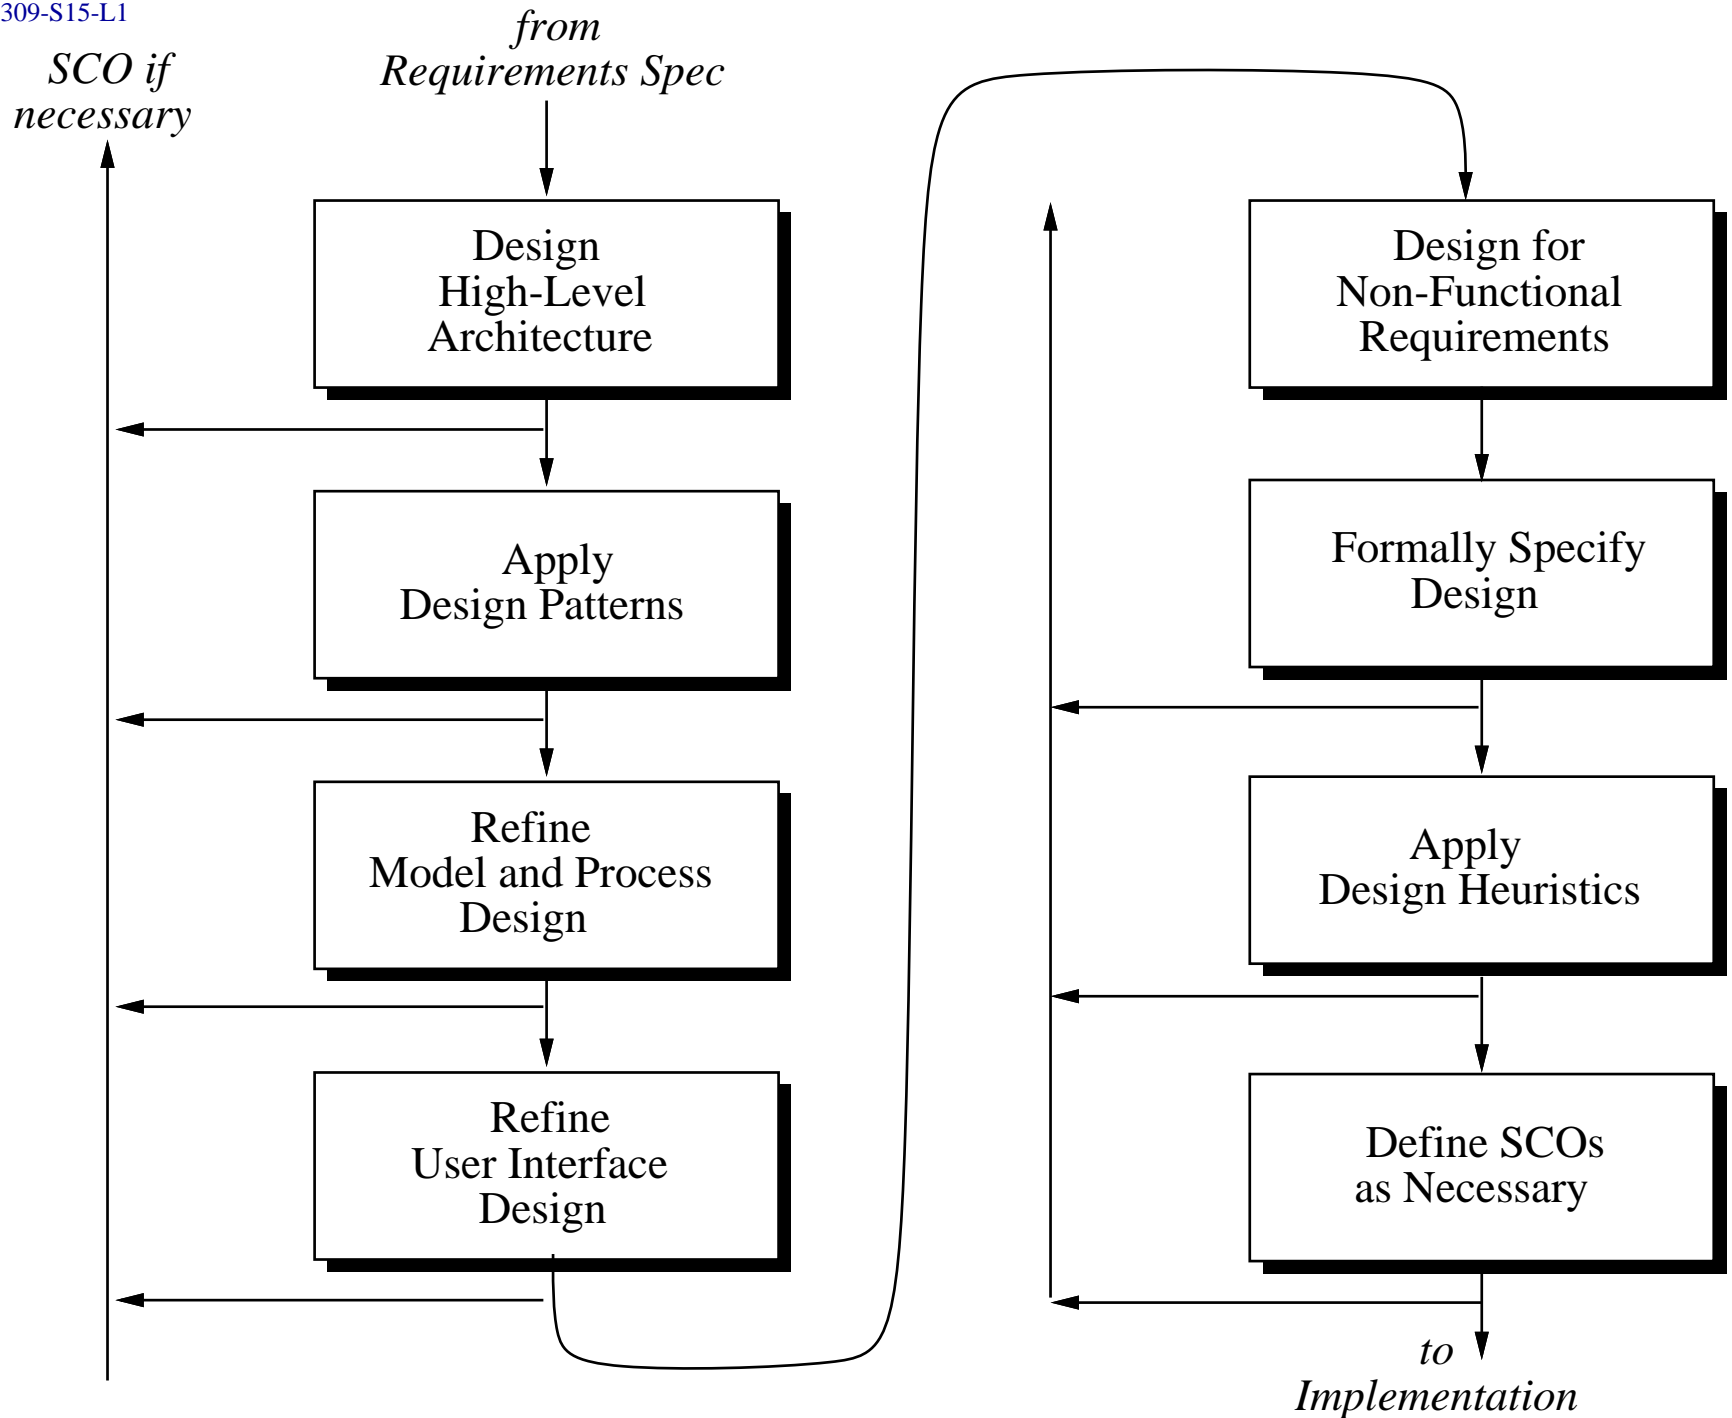 309-S15-L1
SCO if
necessary
from
Requirements Spec
Design
High-Level
Architecture
Apply
Design Patterns
Refine
Model and Process
Design
Refine
User Interface
Design
Design for
Non-Functional
Requirements
Formally Specify
Design
Apply
Design Heuristics
Define SCOs
as Necessary
to
Implementation